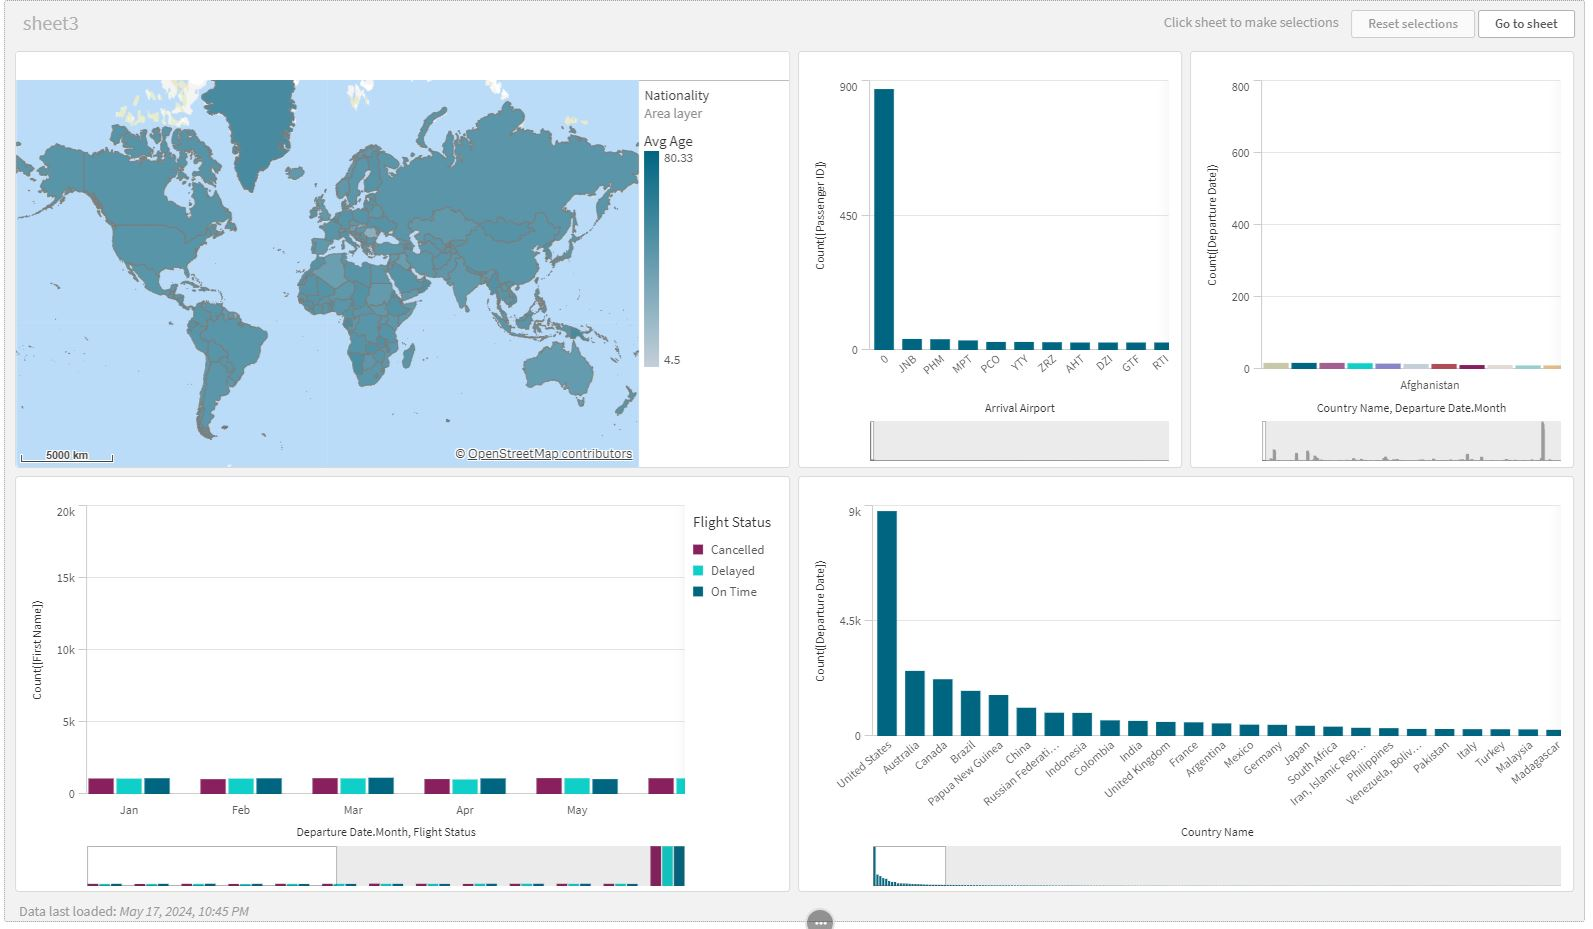 sheet3
Click sheet to make selections
Reset selections
Go to sheet
Nationality
Area layer
Avg Age
80.33
4.5
5000 km
© OpenStreetMap contributors
Count([Passenger ID])
900
450
0
0
JNB
PHM
MPT
PCO
YTY
ZRZ
AHT
DZI
GTF
RTI
Arrival Airport
Count([Departure Date])
800
600
400
200
0
Afghanistan
Country Name, Departure Date.Month
Count([First Name])
20k
15k
10k
5k
0
Jan
Feb
Mar
Apr
May
Departure Date.Month, Flight Status
Flight Status
Cancelled
Delayed
On Time
Count([Departure Date])
9k
4.5k
0
United States
Australia
Canada
Brazil
Papua New Guinea
China
Russian Federati...
Indonesia
Colombia
India
United Kingdom
France
Argentina
Mexico
Germany
Japan
South Africa
Iran, Islamic Rep...
Philippines
Venezuela, Boliv...
Pakistan
Italy
Turkey
Malaysia
Madagascar
Country Name
Data last loaded: May 17, 2024, 10:45 PM